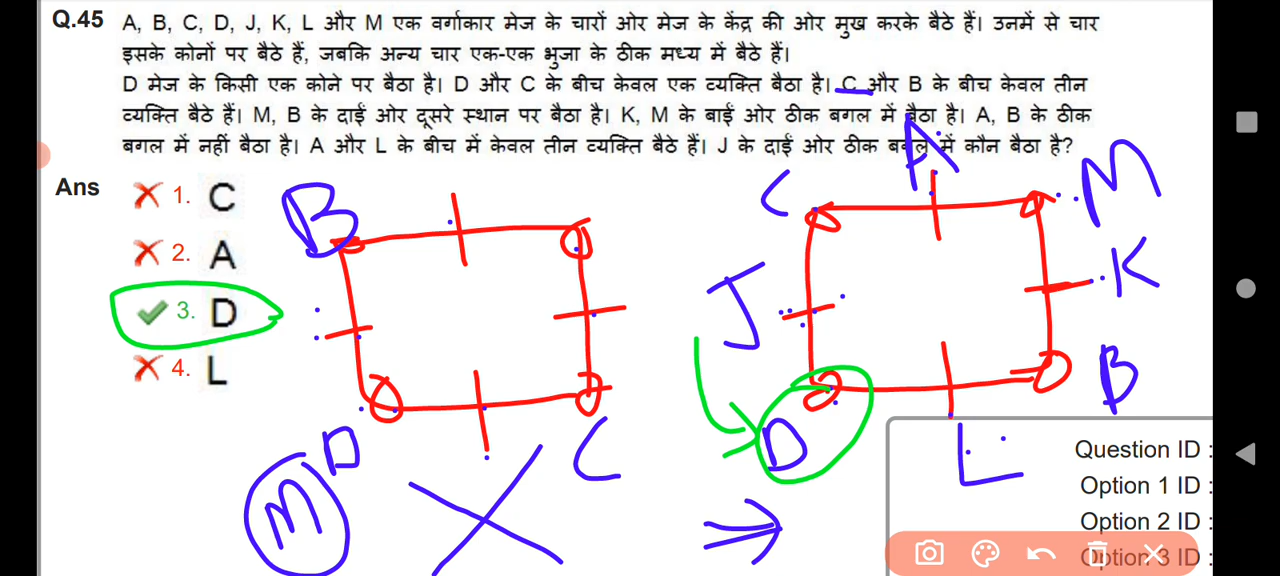 Q.45 A, B, C, D, J, K, L और M एक वर्गाकार मेज के चारों ओर मेज के केंद्र की ओर मुख करके बैठे हैं। उनमें से चार
इसके कोनों पर बैठे हैं, जबकि अन्य चार एक-एक भुजा के ठीक मध्य में बैठे हैं।
D मेज के किसी एक कोने पर बैठा है। D और C के बीच केवल एक व्यक्ति बैठा है। C और B के बीच केवल तीन
व्यक्ति बैठे हैं। M, B के दाईं ओर दूसरे स्थान पर बैठा है। K, M के बाईं ओर ठीक बगल में बैठा है। A, B के ठीक
बगल में नहीं बैठा है। A और L के बीच में केवल तीन व्यक्ति बैठे हैं। J के दाईं ओर ठीक बगल में कौन बैठा है?
Ans
1. C
2. A
3. D
4. L
B
D
C
M
A
C
M
J
K
D
B
L
Question ID :
Option 1 ID :
Option 2 ID :
Option 3 ID :